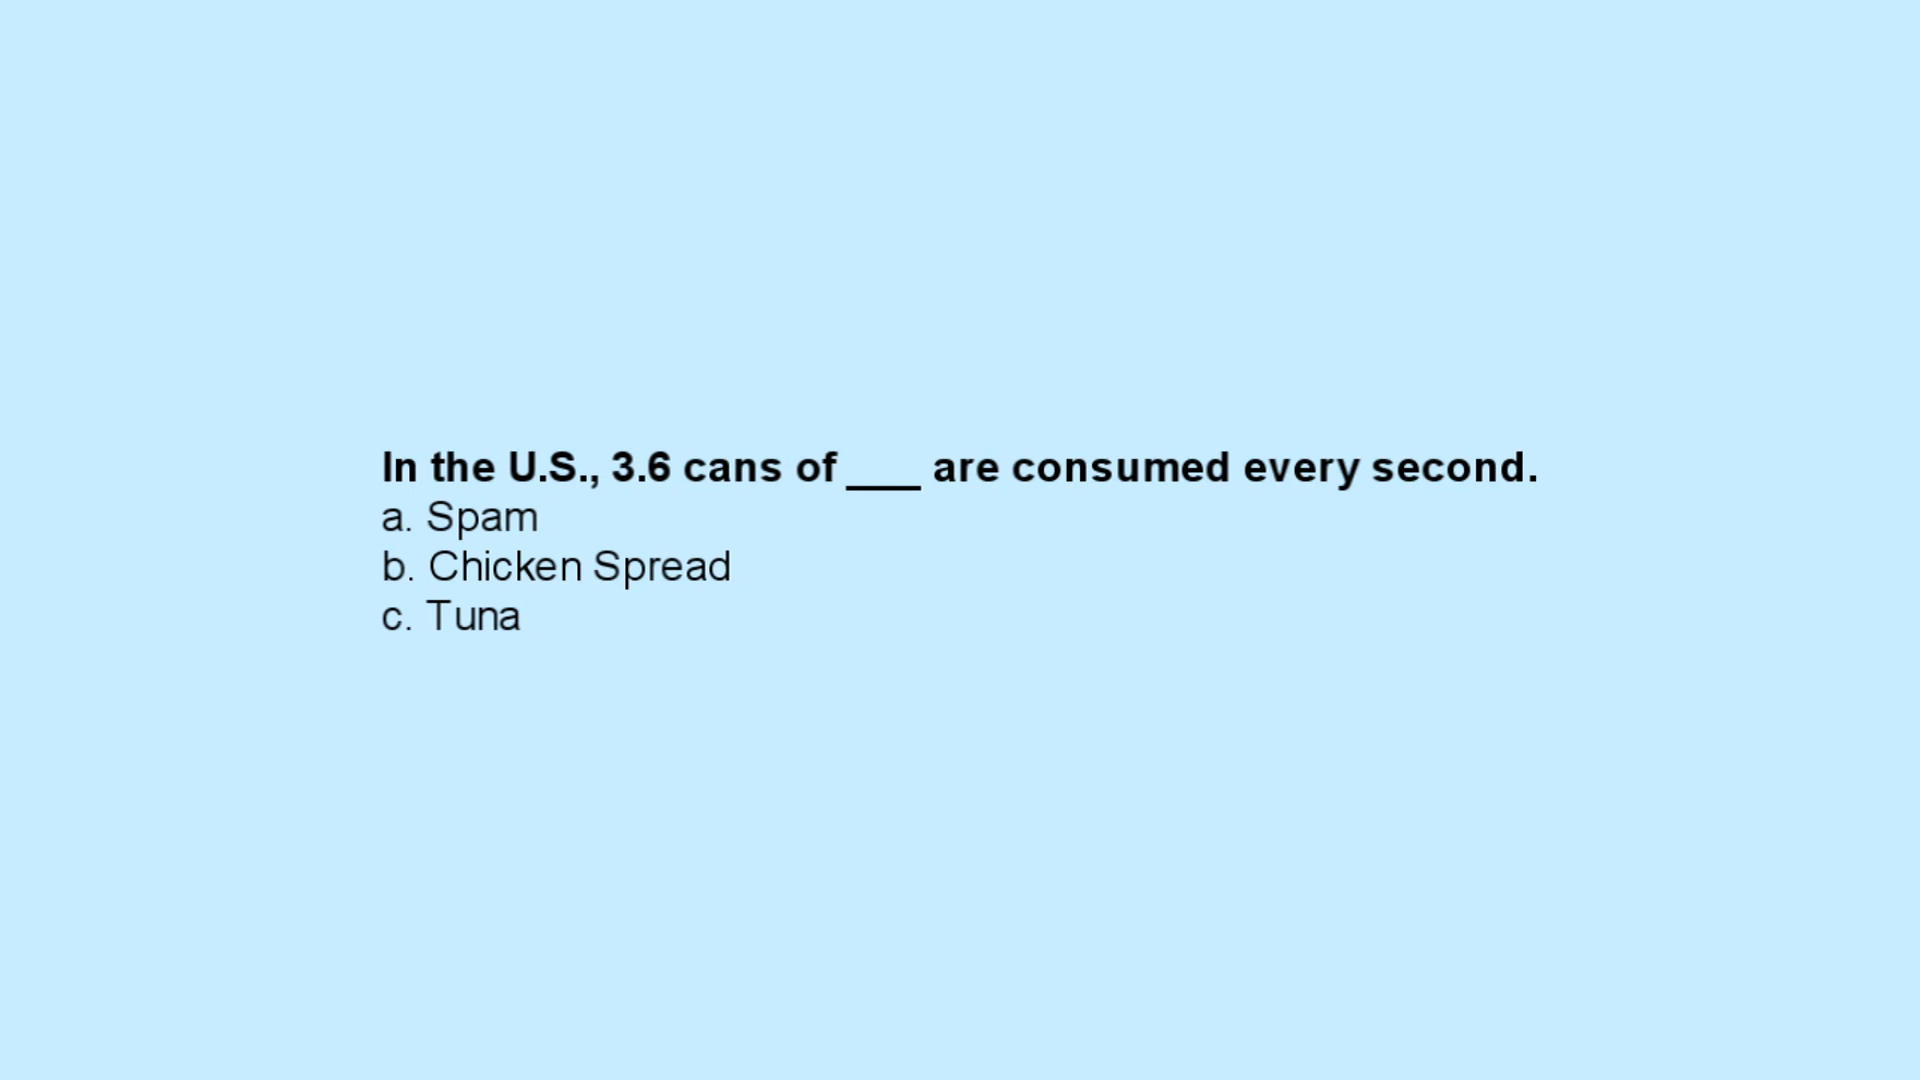 In the U.S., 3.6 cans of ___ are consumed every second.
a. Spam
b. Chicken Spread
c. Tuna